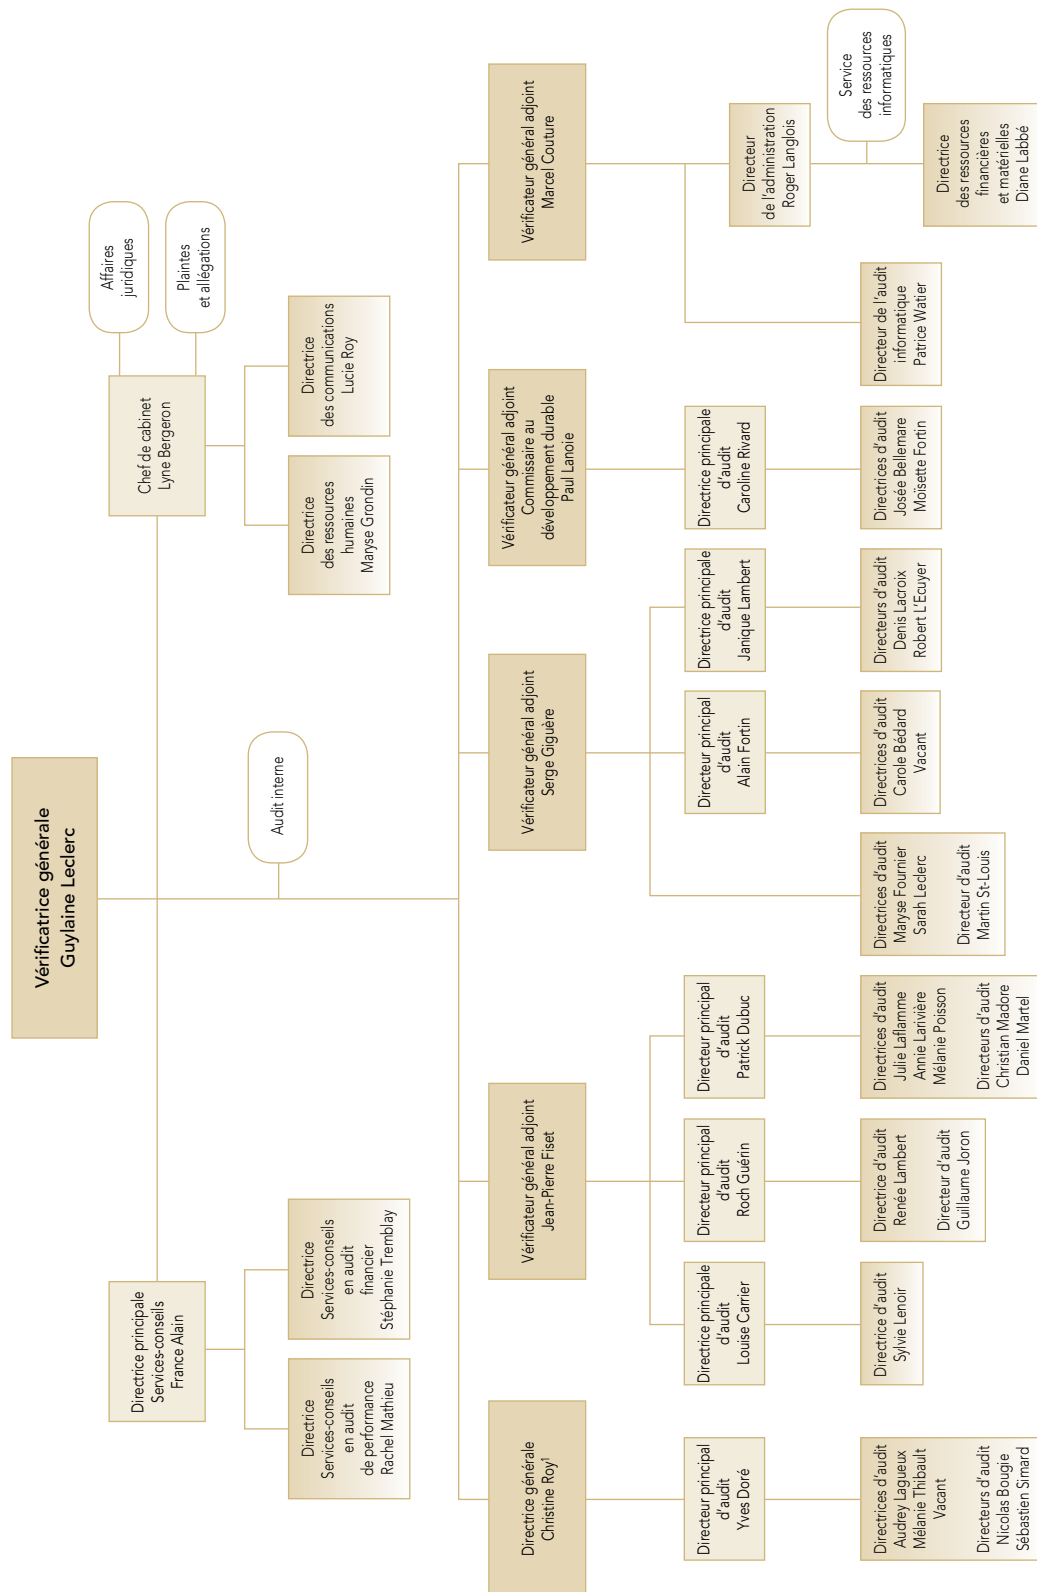 Vérificatrice générale
Guylaine Leclerc
Directrice principale
Services-conseils
France Alain
Chef de cabinet
Lyne Bergeron
Affaires
juridiques
Plaintes
et allégations
Directrice
Services-conseils
en audit
de performance
Rachel Mathieu
Directrice
Services-conseils
en audit
financier
Stéphanie Tremblay
Audit interne
Directrice
des ressources
humaines
Maryse Grondin
Directrice
des communications
Lucie Roy
Directrice générale
Christine Roy¹
Vérificateur général adjoint
Jean-Pierre Fiset
Vérificateur général adjoint
Serge Giguère
Vérificateur général adjoint
Commissaire au
développement durable
Paul Lanoie
Vérificateur général adjoint
Marcel Couture
Directeur principal
d'audit
Yves Doré
Directrice principale
d'audit
Louise Carrier
Directeur principal
d'audit
Roch Guérin
Directeur principal
d'audit
Patrick Dubuc
Directeur principal
d'audit
Alain Fortin
Directrice principale
d'audit
Janique Lambert
Directrice principale
d'audit
Caroline Rivard
Directeur
de l'administration
Roger Langlois
Service
des ressources
informatiques
Directrices d'audit
Audrey Lagueux
Mélanie Thibault
Vacant
Directeurs d'audit
Nicolas Bougie
Sébastien Simard
Directrice d'audit
Sylvie Lenoir
Directrice d'audit
Renée Lambert
Directeur d'audit
Guillaume Joron
Directrices d'audit
Julie Laflamme
Annie Larivière
Mélanie Poisson
Directeurs d'audit
Christian Madore
Daniel Martel
Directrices d'audit
Maryse Fournier
Sarah Leclerc
Directeur d'audit
Martin St-Louis
Directrices d'audit
Carole Bédard
Vacant
Directeurs d'audit
Denis Lacroix
Robert L'Ecuyer
Directrices d'audit
Josée Bellemare
Moïsette Fortin
Directeur de l'audit
informatique
Patrice Watier
Directrice
des ressources
financières
et matérielles
Diane Labbé